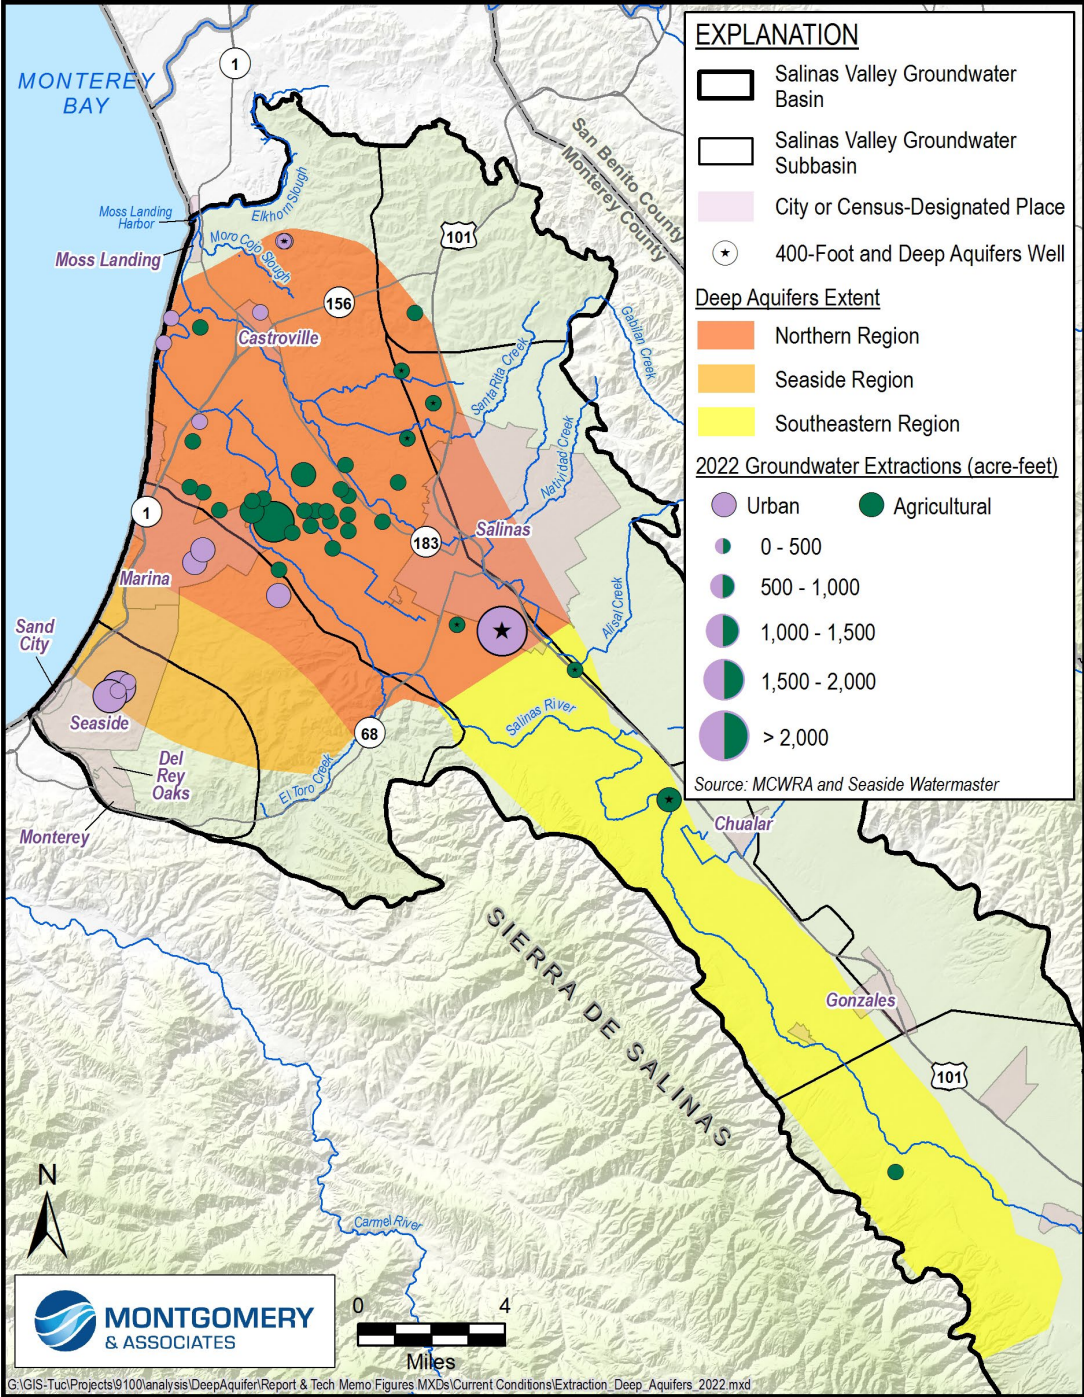 EXPLANATION
Salinas Valley Groundwater
Basin
Salinas Valley Groundwater
Subbasin
City or Census-Designated Place
400-Foot and Deep Aquifers Well
Deep Aquifers Extent
Northern Region
Seaside Region
Southeastern Region
2022 Groundwater Extractions (acre-feet)
Urban
Agricultural
0 - 500
500 - 1,000
1,000 - 1,500
1,500 - 2,000
> 2,000
Source: MCWRA and Seaside Watermaster
MONTEREY
BAY
1
San Benito County
Monterey County
Moss Landing
Harbor
Elkhorn Slough
Moro Cojo Slough
Moss Landing
101
156
Castroville
Gabilan Creek
Santa Rita Creek
Natividad Creek
1
183
Salinas
Marina
Alisal Creek
Sand
City
Seaside
68
Salinas River
El Toro Creek
Del
Rey
Oaks
Monterey
Chualar
SIERRA DE SALINAS
Gonzales
101
Carmel River
N
MONTGOMERY
& ASSOCIATES
0
4
Miles
G:\GIS-Tuc\Projects\9100\analysis\DeepAquifer\Report & Tech Memo Figures MXDs\Current Conditions\Extraction_Deep_Aquifers_2022.mxd